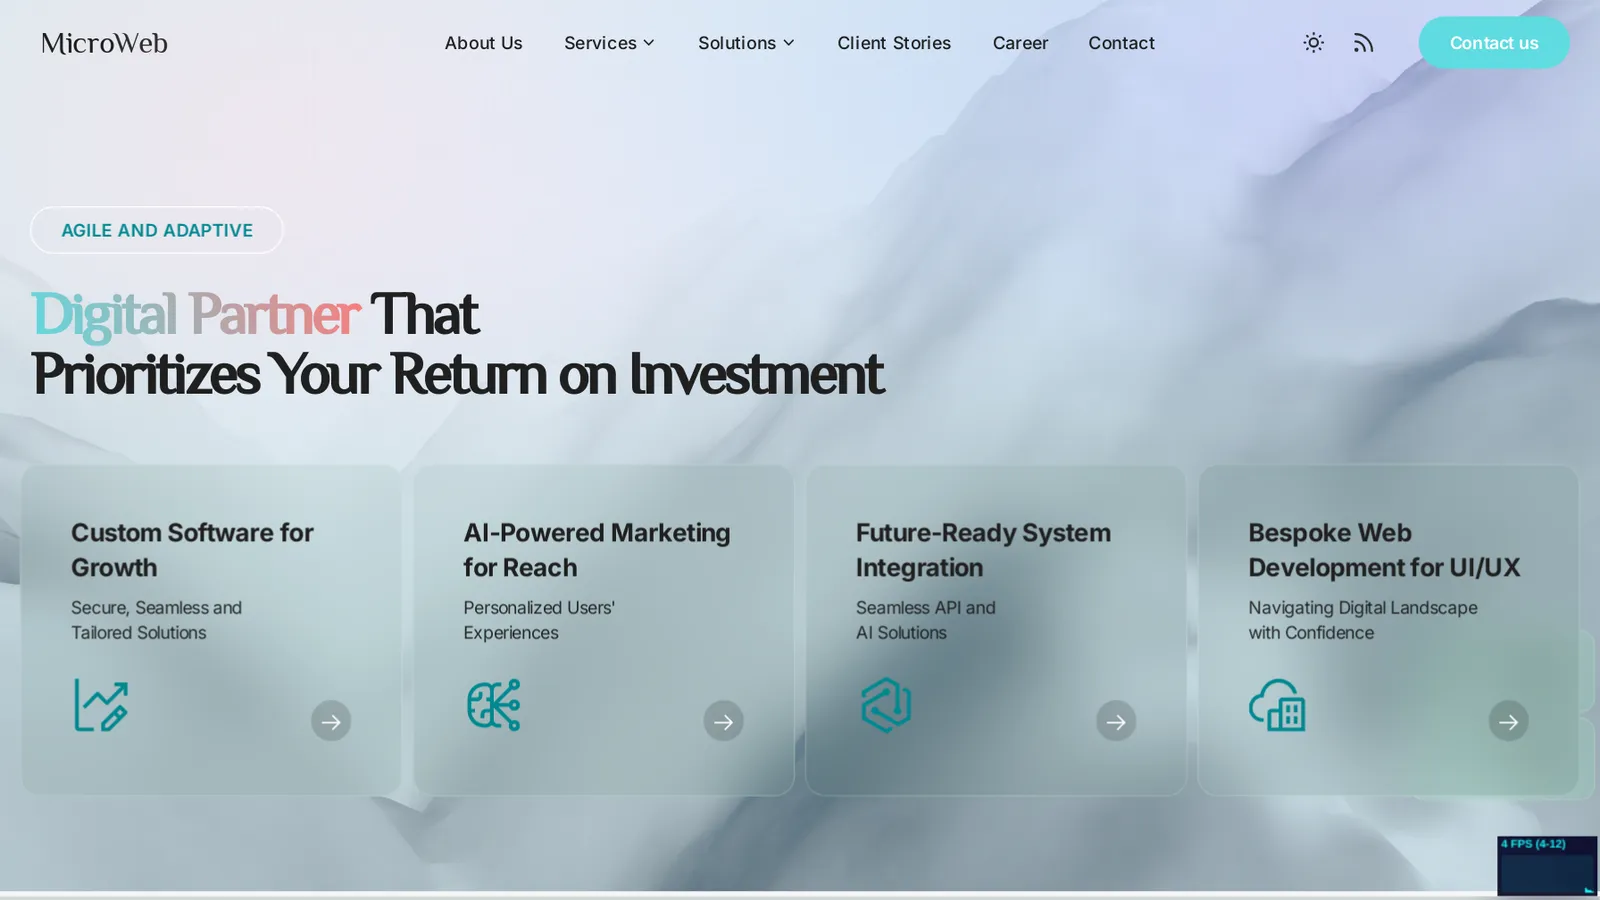 MicroWeb
About Us
Services
Solutions
Client Stories
Career
Contact
Contact us
AGILE AND ADAPTIVE
Digital Partner That
Prioritizes Your Return on Investment
Custom Software for
Growth
Secure, Seamless and
Tailored Solutions
AI-Powered Marketing
for Reach
Personalized Users'
Experiences
Future-Ready System
Integration
Seamless API and
AI Solutions
Bespoke Web
Development for UI/UX
Navigating Digital Landscape
with Confidence
4 FPS (4-12)